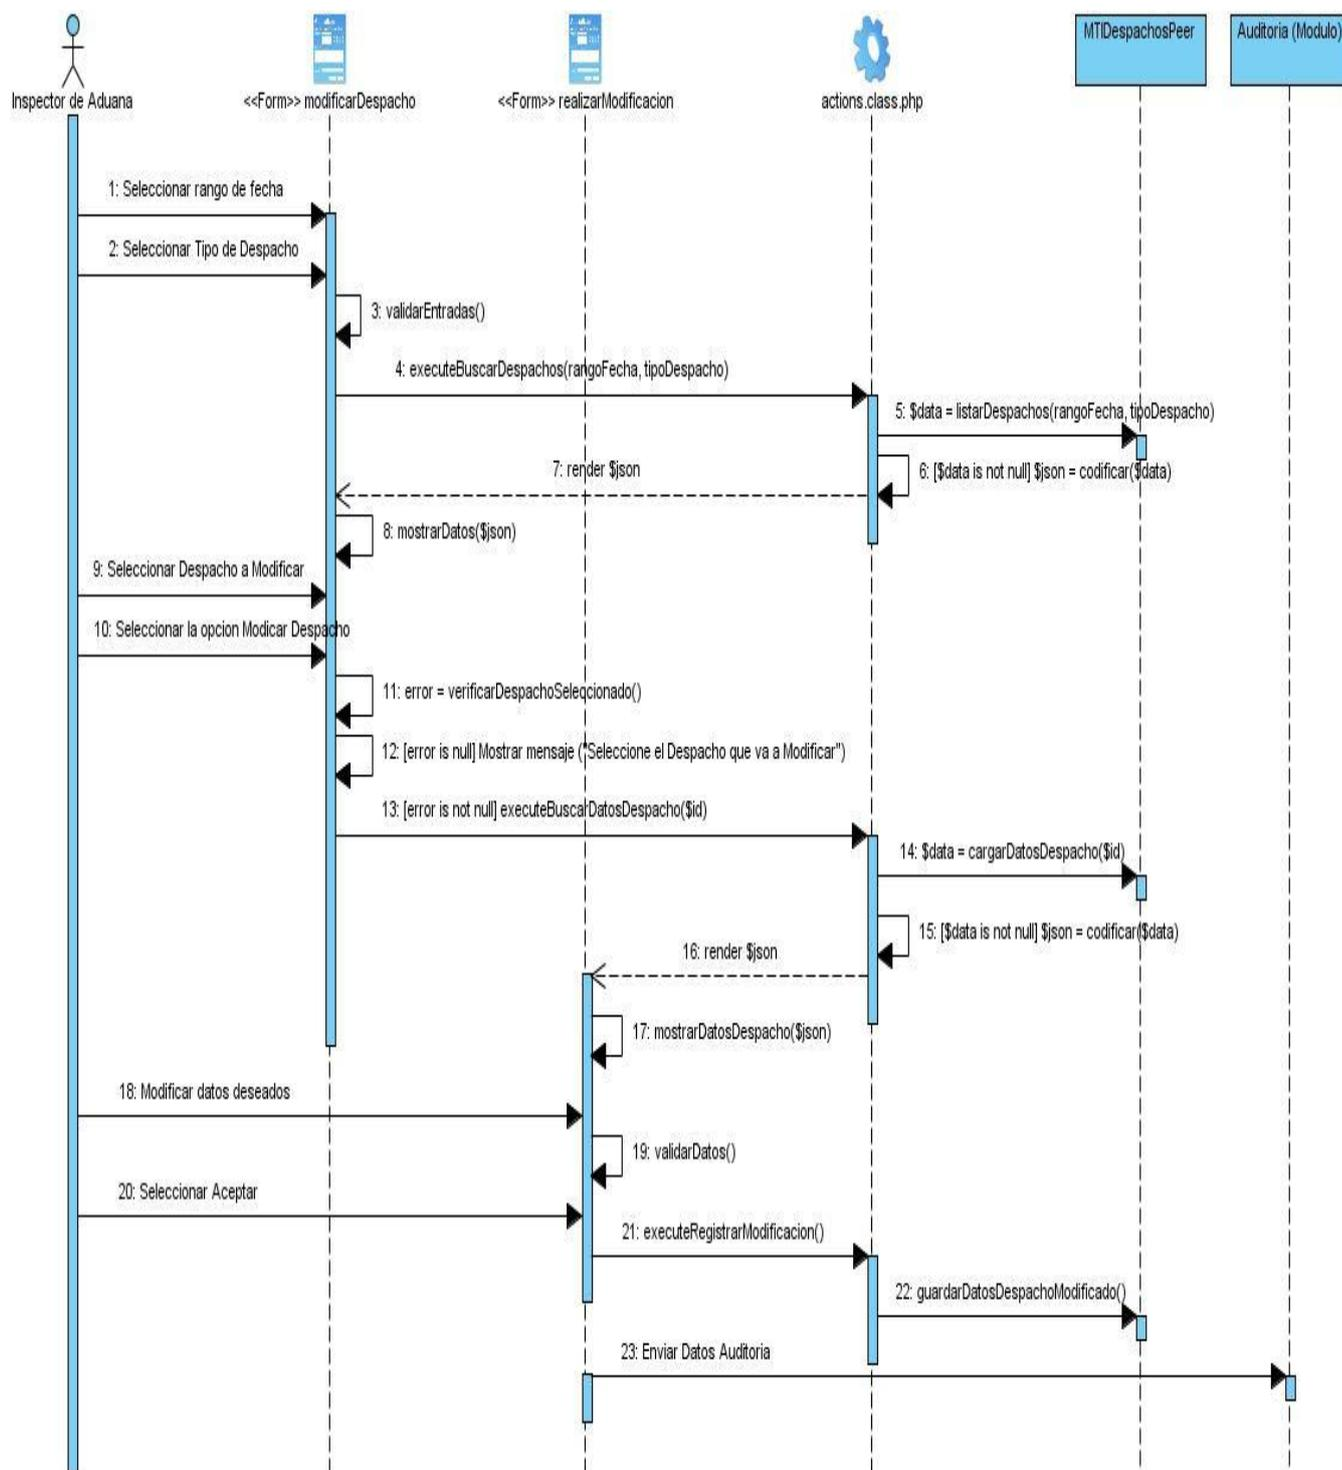 MTIDespachosPeer
Auditoria (Modulo)
Inspector de Aduana
<<Form>> modificarDespacho
<<Form>> realizarModificacion
actions.class.php
1: Seleccionar rango de fecha
2: Seleccionar Tipo de Despacho
3: validarEntradas()
4: executeBuscarDespachos(rangoFecha, tipoDespacho)
5: $data = listarDespachos(rangoFecha, tipoDespacho)
6: [$data is not null] $json = codificar($data)
7: render $json
8: mostrarDatos($json)
9: Seleccionar Despacho a Modificar
10: Seleccionar la opcion Modicar Despacho
11: error = verificarDespachoSeleccionado()
12: [error is null] Mostrar mensaje ("Seleccione el Despacho que va a Modificar")
13: [error is not null] executeBuscarDatosDespacho($id)
14: $data = cargarDatosDespacho($id)
15: [$data is not null] $json = codificar($data)
16: render $json
17: mostrarDatosDespacho($json)
18: Modificar datos deseados
19: validarDatos()
20: Seleccionar Aceptar
21: executeRegistrarModificacion()
22: guardarDatosDespachoModificado()
23: Enviar Datos Auditoria